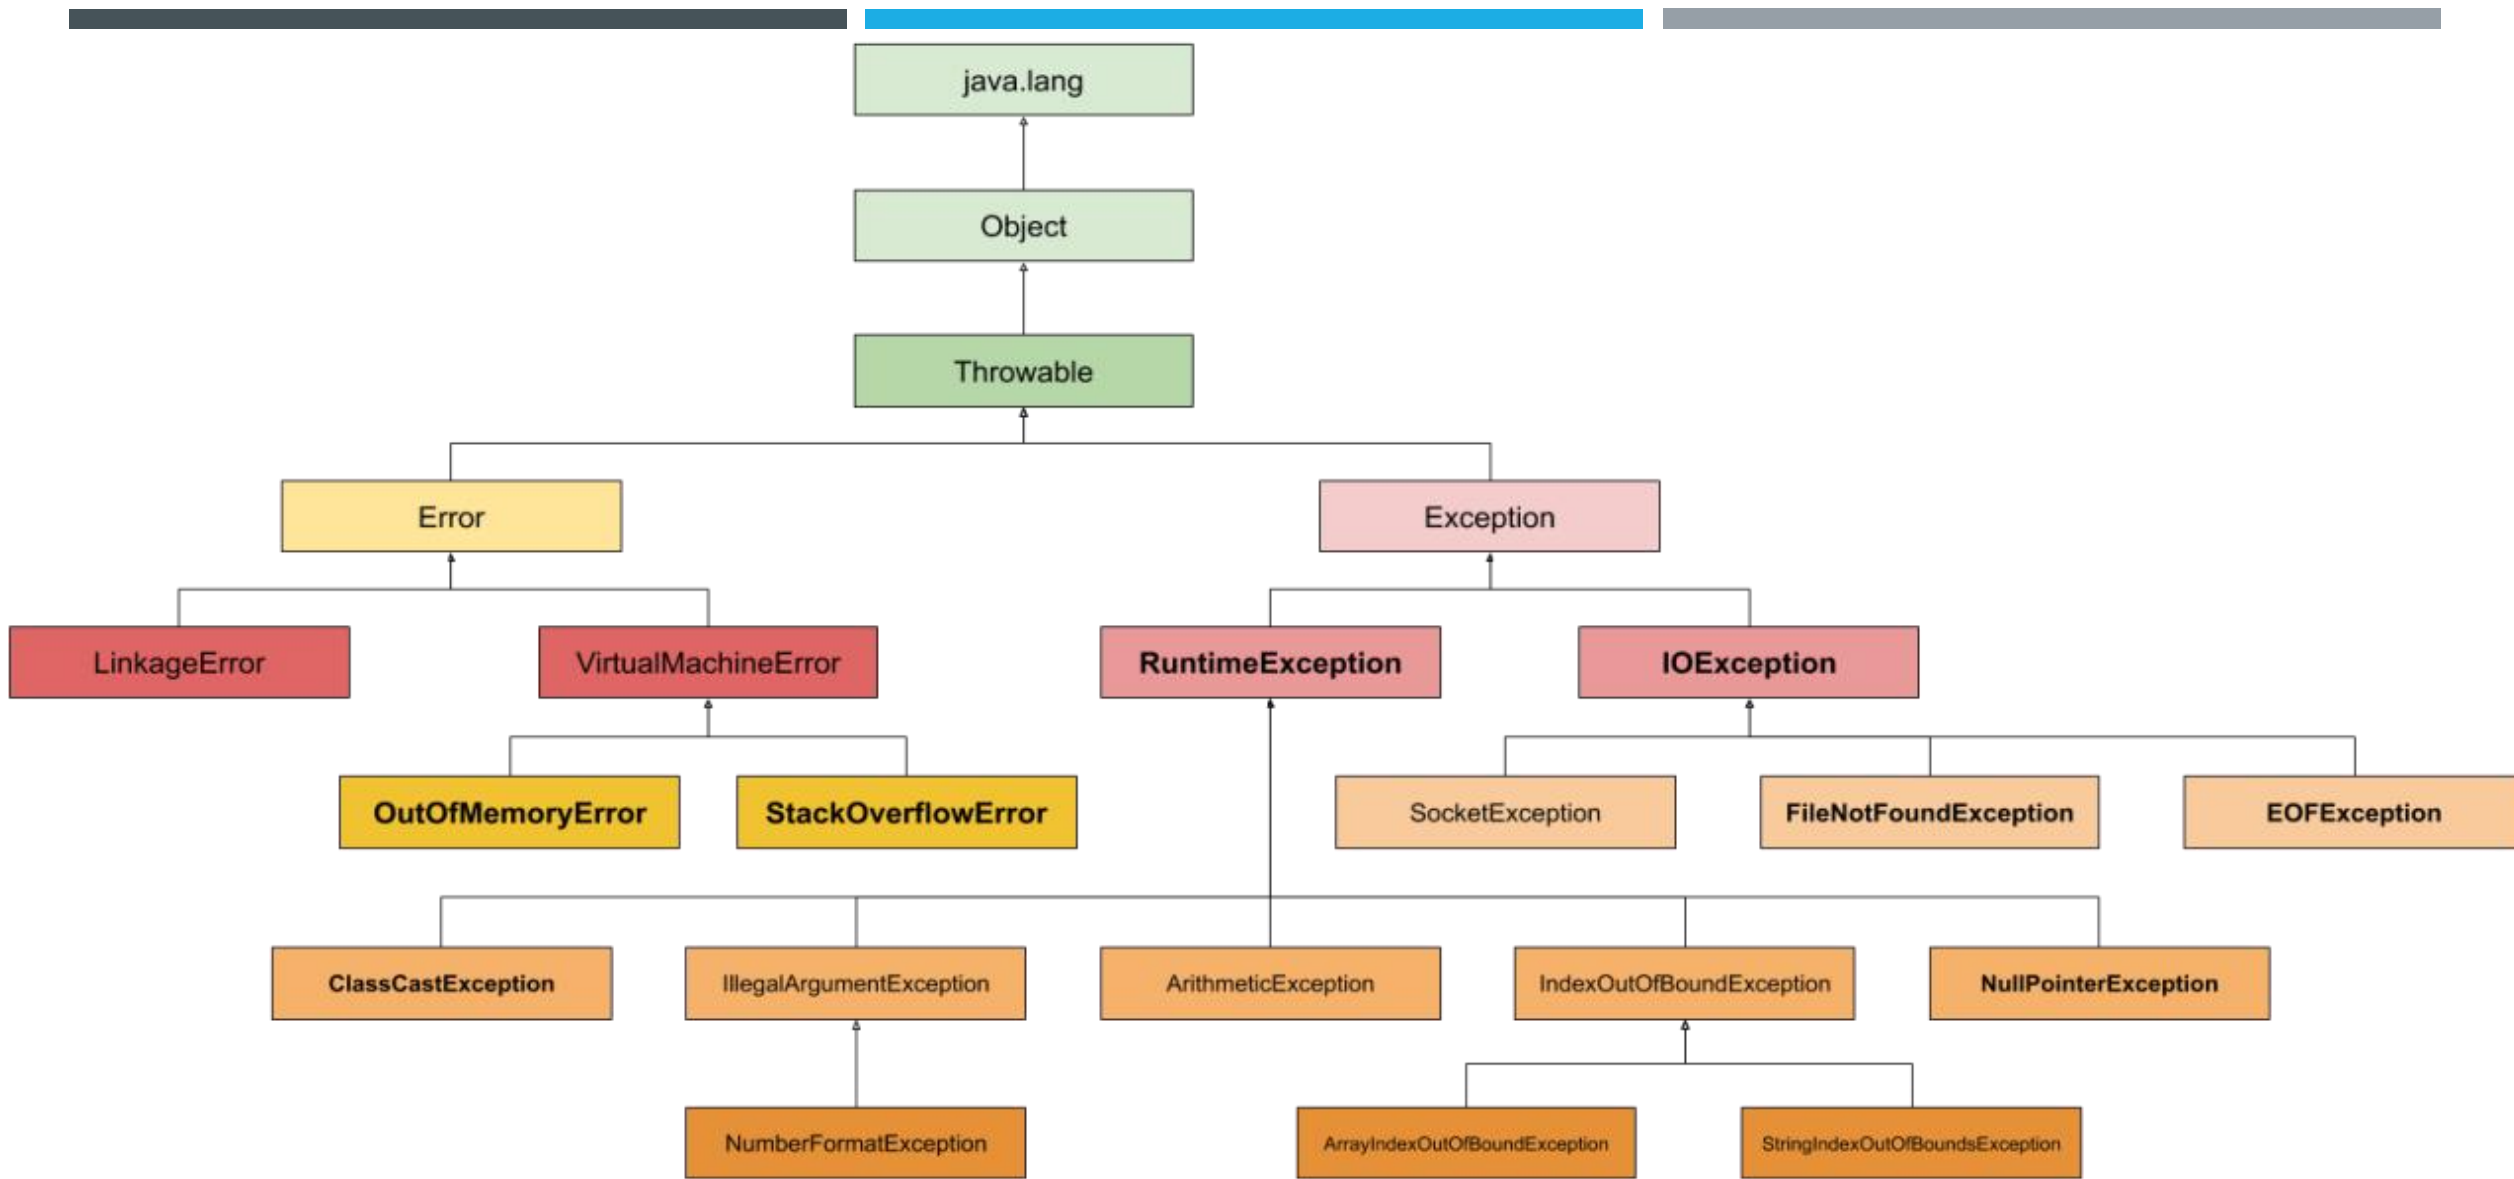 java.lang
Object
Throwable
Error
Exception
LinkageError
VirtualMachineError
RuntimeException
IOException
OutOfMemoryError
StackOverflowError
SocketException
FileNotFoundException
EOFException
ClassCastException
IllegalArgumentException
ArithmeticException
IndexOutOfBoundException
NullPointerException
NumberFormatException
ArrayIndexOutOfBoundException
StringIndexOutOfBoundsException